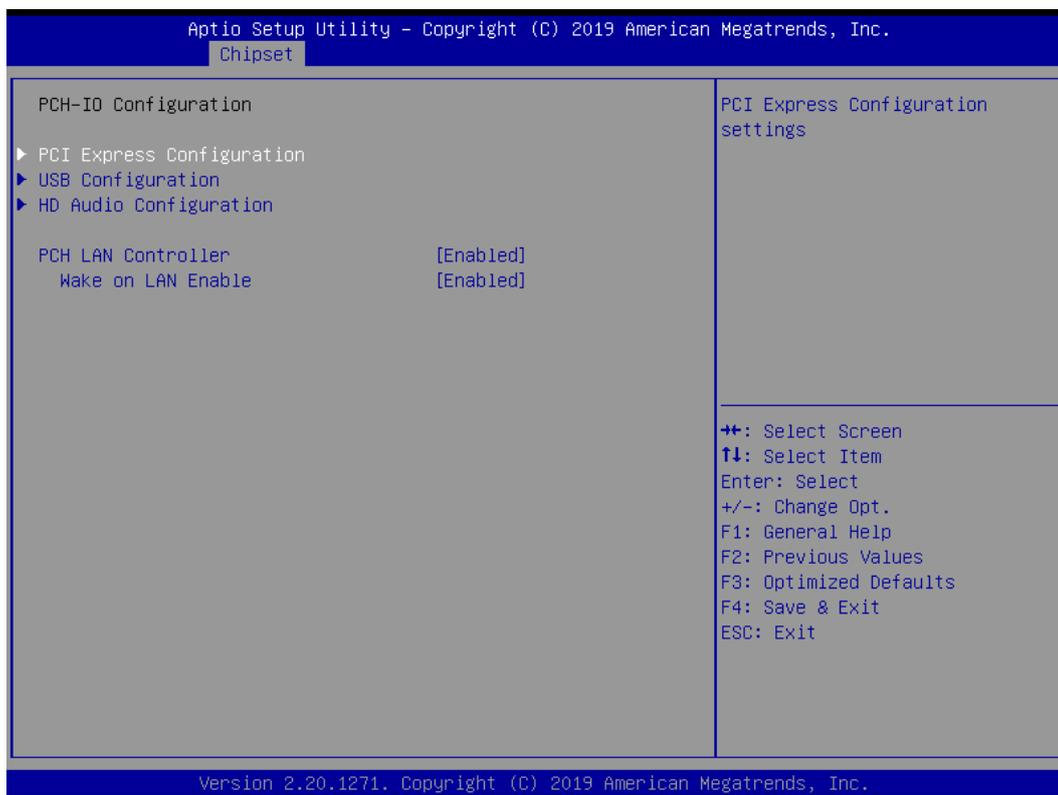 Aptio Setup Utility – Copyright (C) 2019 American Megatrends, Inc.
Chipset
PCH-IO Configuration
▶ PCI Express Configuration
▶ USB Configuration
▶ HD Audio Configuration
PCH LAN Controller [Enabled]
Wake on LAN Enable [Enabled]
PCI Express Configuration
settings
→←: Select Screen
↑↓: Select Item
Enter: Select
+/-: Change Opt.
F1: General Help
F2: Previous Values
F3: Optimized Defaults
F4: Save & Exit
ESC: Exit
Version 2.20.1271. Copyright (C) 2019 American Megatrends, Inc.